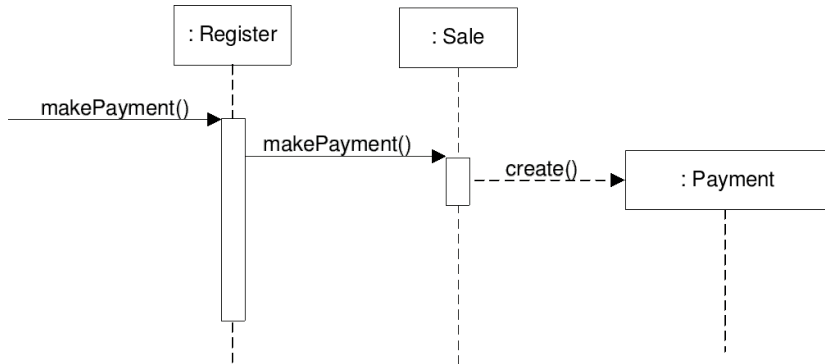 : Register
: Sale
makePayment()
makePayment()
create()
: Payment